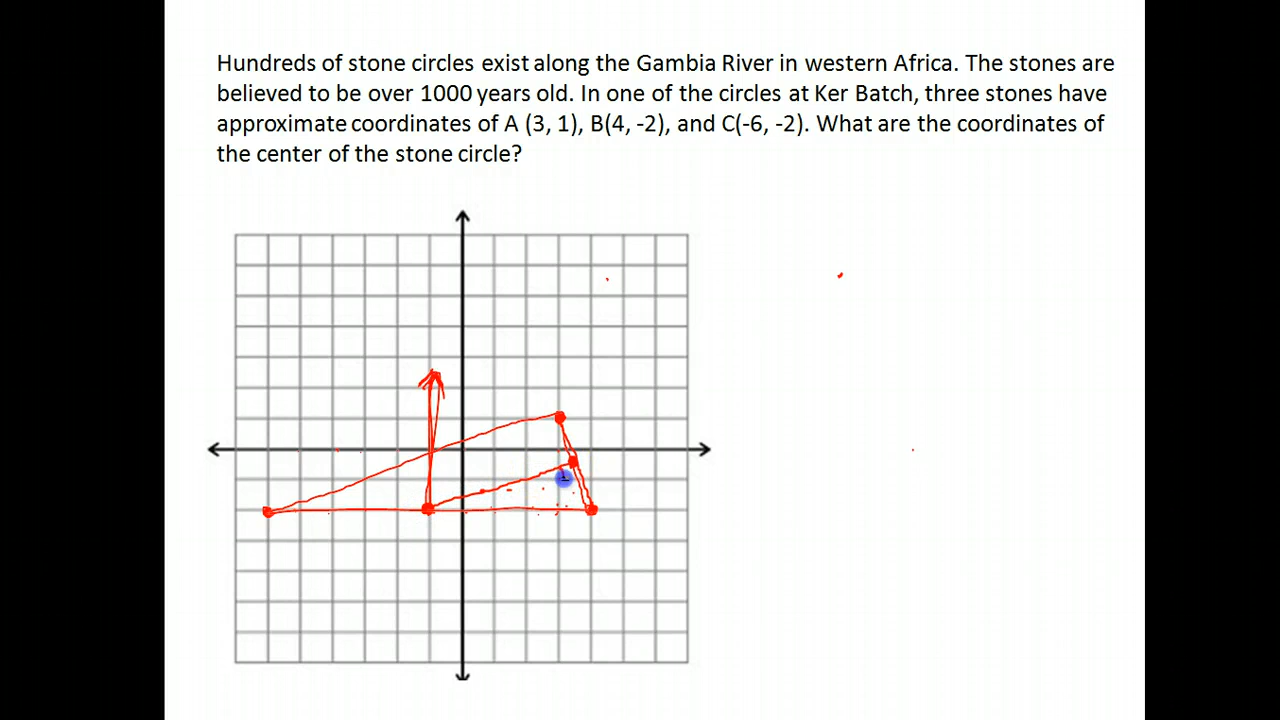 Hundreds of stone circles exist along the Gambia River in western Africa. The stones are
believed to be over 1000 years old. In one of the circles at Ker Batch, three stones have
approximate coordinates of A (3, 1), B(4, -2), and C(-6, -2). What are the coordinates of
the center of the stone circle?